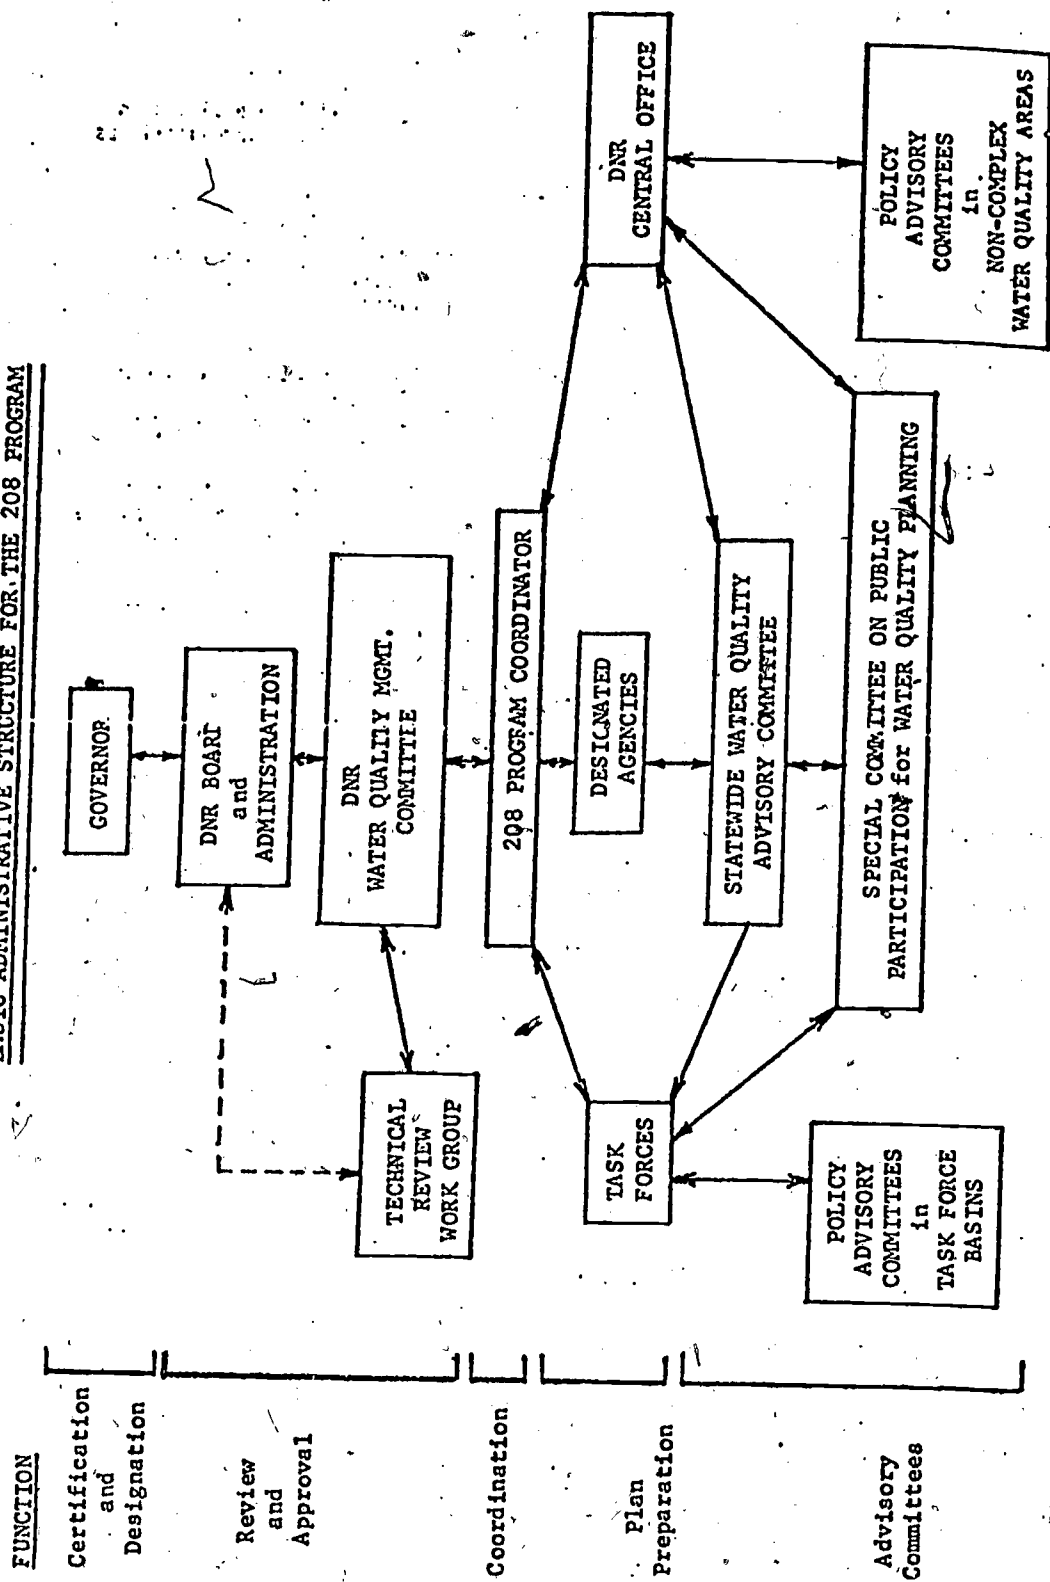 BASIC ADMINISTRATIVE STRUCTURE FOR THE 208 PROGRAM
FUNCTION
Certification
and
Designation
Review
and
Approval
Coordination
Plan
Preparation
Advisory
Committees
GOVERNOR
DNR BOARD
and
ADMINISTRATION
DNR
WATER QUALITY MGMT.
COMMITTEE
TECHNICAL
REVIEW
WORK GROUP
208 PROGRAM COORDINATOR
TASK
FORCES
DESIGNATED
AGENCIES
DNR
CENTRAL OFFICE
STATEWIDE WATER QUALITY
ADVISORY COMMITTEE
POLICY
ADVISORY
COMMITTEES
in
TASK FORCE
BASINS
SPECIAL COMMITTEE ON PUBLIC
PARTICIPATION for WATER QUALITY PLANNING
POLICY
ADVISORY
COMMITTEES
in
NON-COMPLEX
WATER QUALITY AREAS